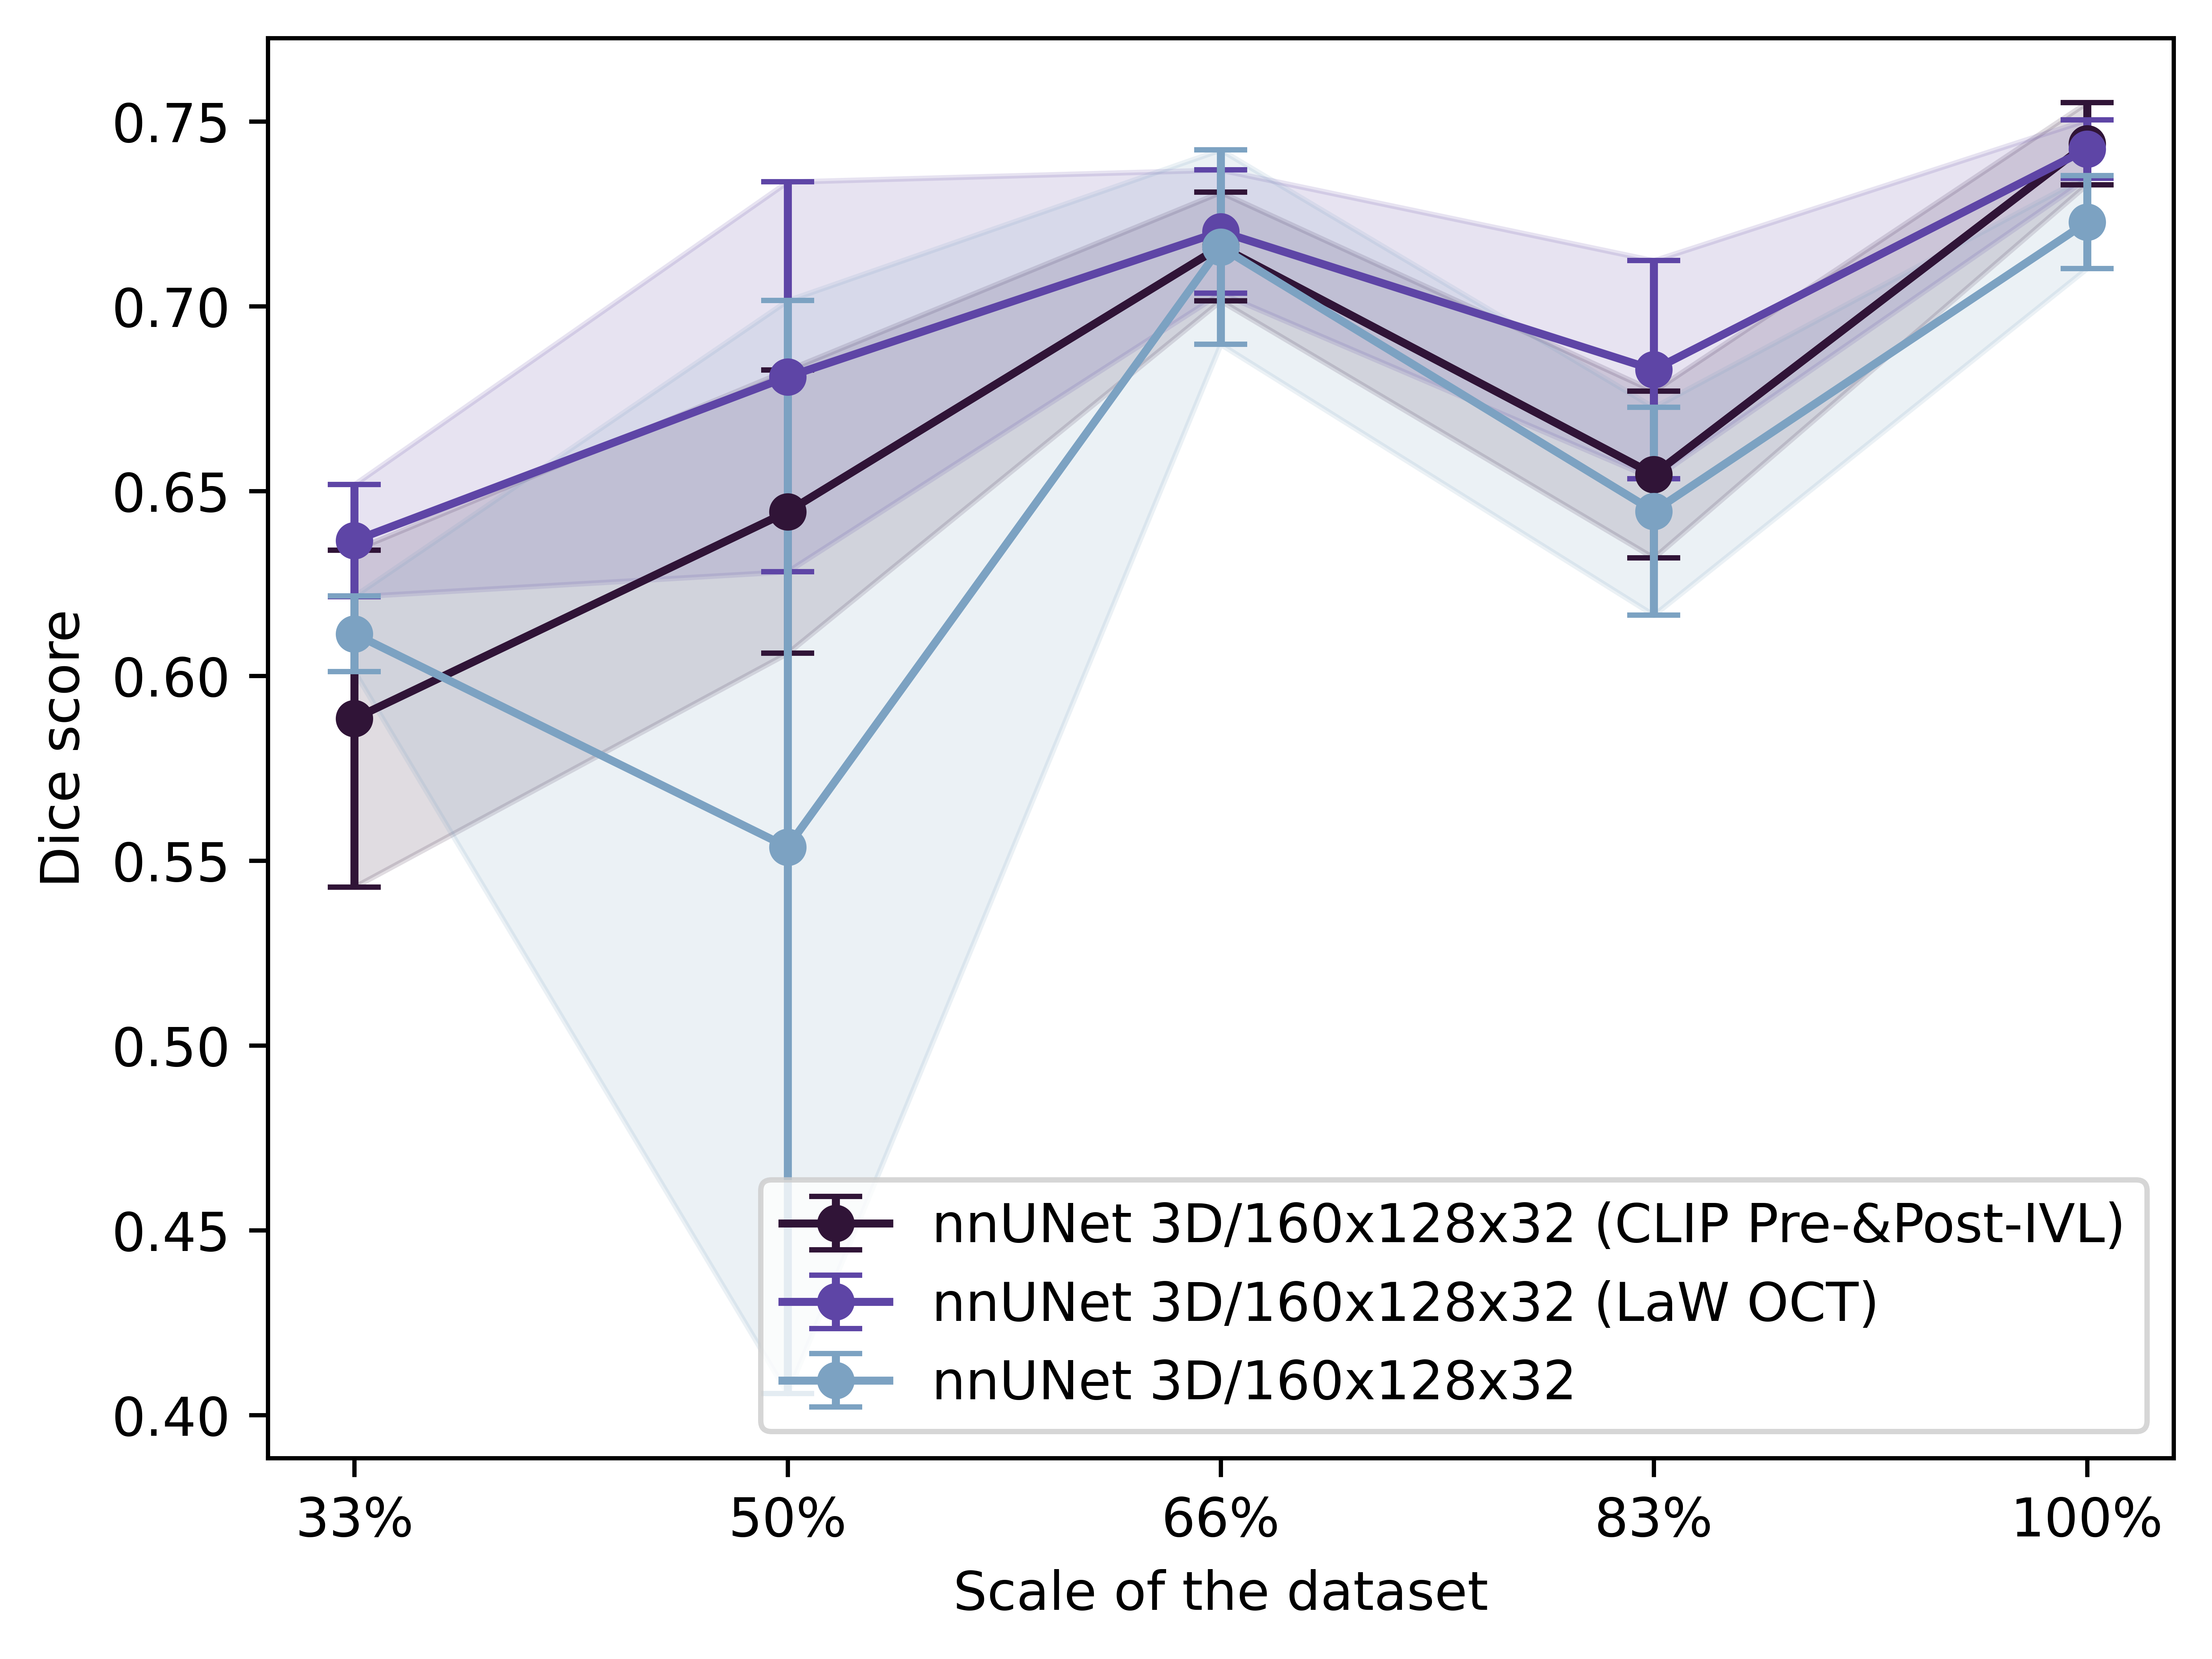 0.75
0.70
0.65
0.60
0.55
0.50
0.45
0.40
Dice score
nnUNet 3D/160x128x32 (CLIP Pre-&Post-IVL)
nnUNet 3D/160x128x32 (LaW OCT)
nnUNet 3D/160x128x32
33% 50% 66% 83% 100%
Scale of the dataset